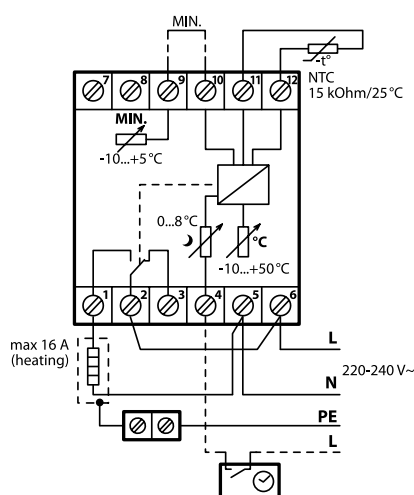 MIN.
-t°
NTC
15 kOhm/25°C
7 8 9 10 11 12
MIN.
-10...+5°C
0...8°C
°C
-10...+50°C
1 2 3 4 5 6
max 16 A
(heating)
L
220-240 V~
N
PE
L